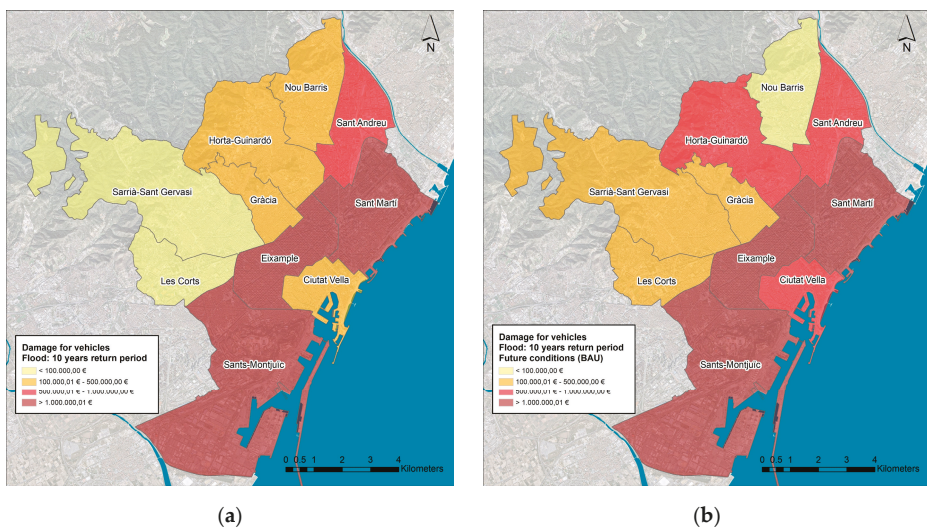 N
Nou Barris
Sant Andreu
Horta-Guinardó
Sant Martí
Sarrià-Sant Gervasi
Gràcia
Eixample
Les Corts
Ciutat Vella
Sants-Montjuïc
Damage for vehicles
Flood: 10 years return period
< 100.000,00 €
100.000,01 € - 500.000,00 €
500.000,01 € - 1.000.000,00 €
> 1.000.000,01 €
0 0.5 1 2 3 4
Kilometers
(a)
N
Nou Barris
Sant Andreu
Horta-Guinardó
Sant Martí
Sarrià-Sant Gervasi
Gràcia
Eixample
Les Corts
Ciutat Vella
Sants-Montjuïc
Damage for vehicles
Flood: 10 years return period
Future conditions (BAU)
< 100.000,00 €
100.000,01 € - 500.000,00 €
500.000,01 € - 1.000.000,00 €
> 1.000.000,01 €
0 0.5 1 2 3 4
Kilometers
(b)